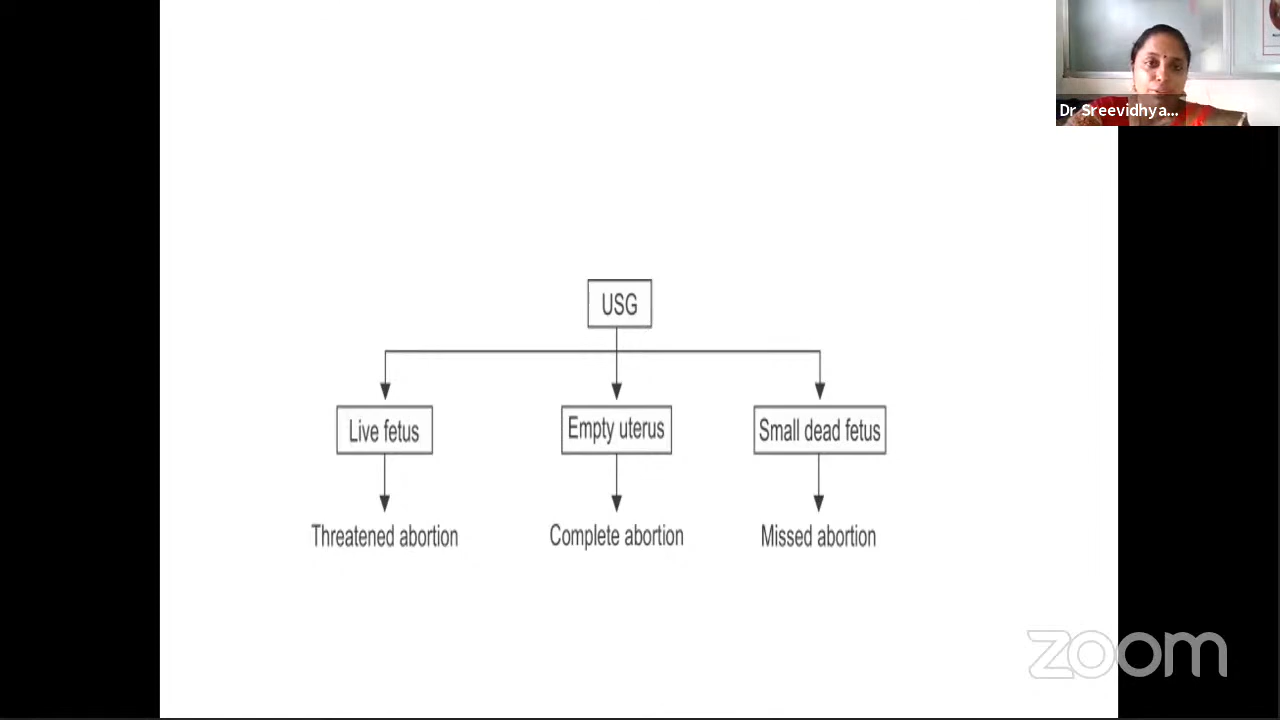 Dr Sreevidhya...
USG
Live fetus
Empty uterus
Small dead fetus
Threatened abortion
Complete abortion
Missed abortion
zoom